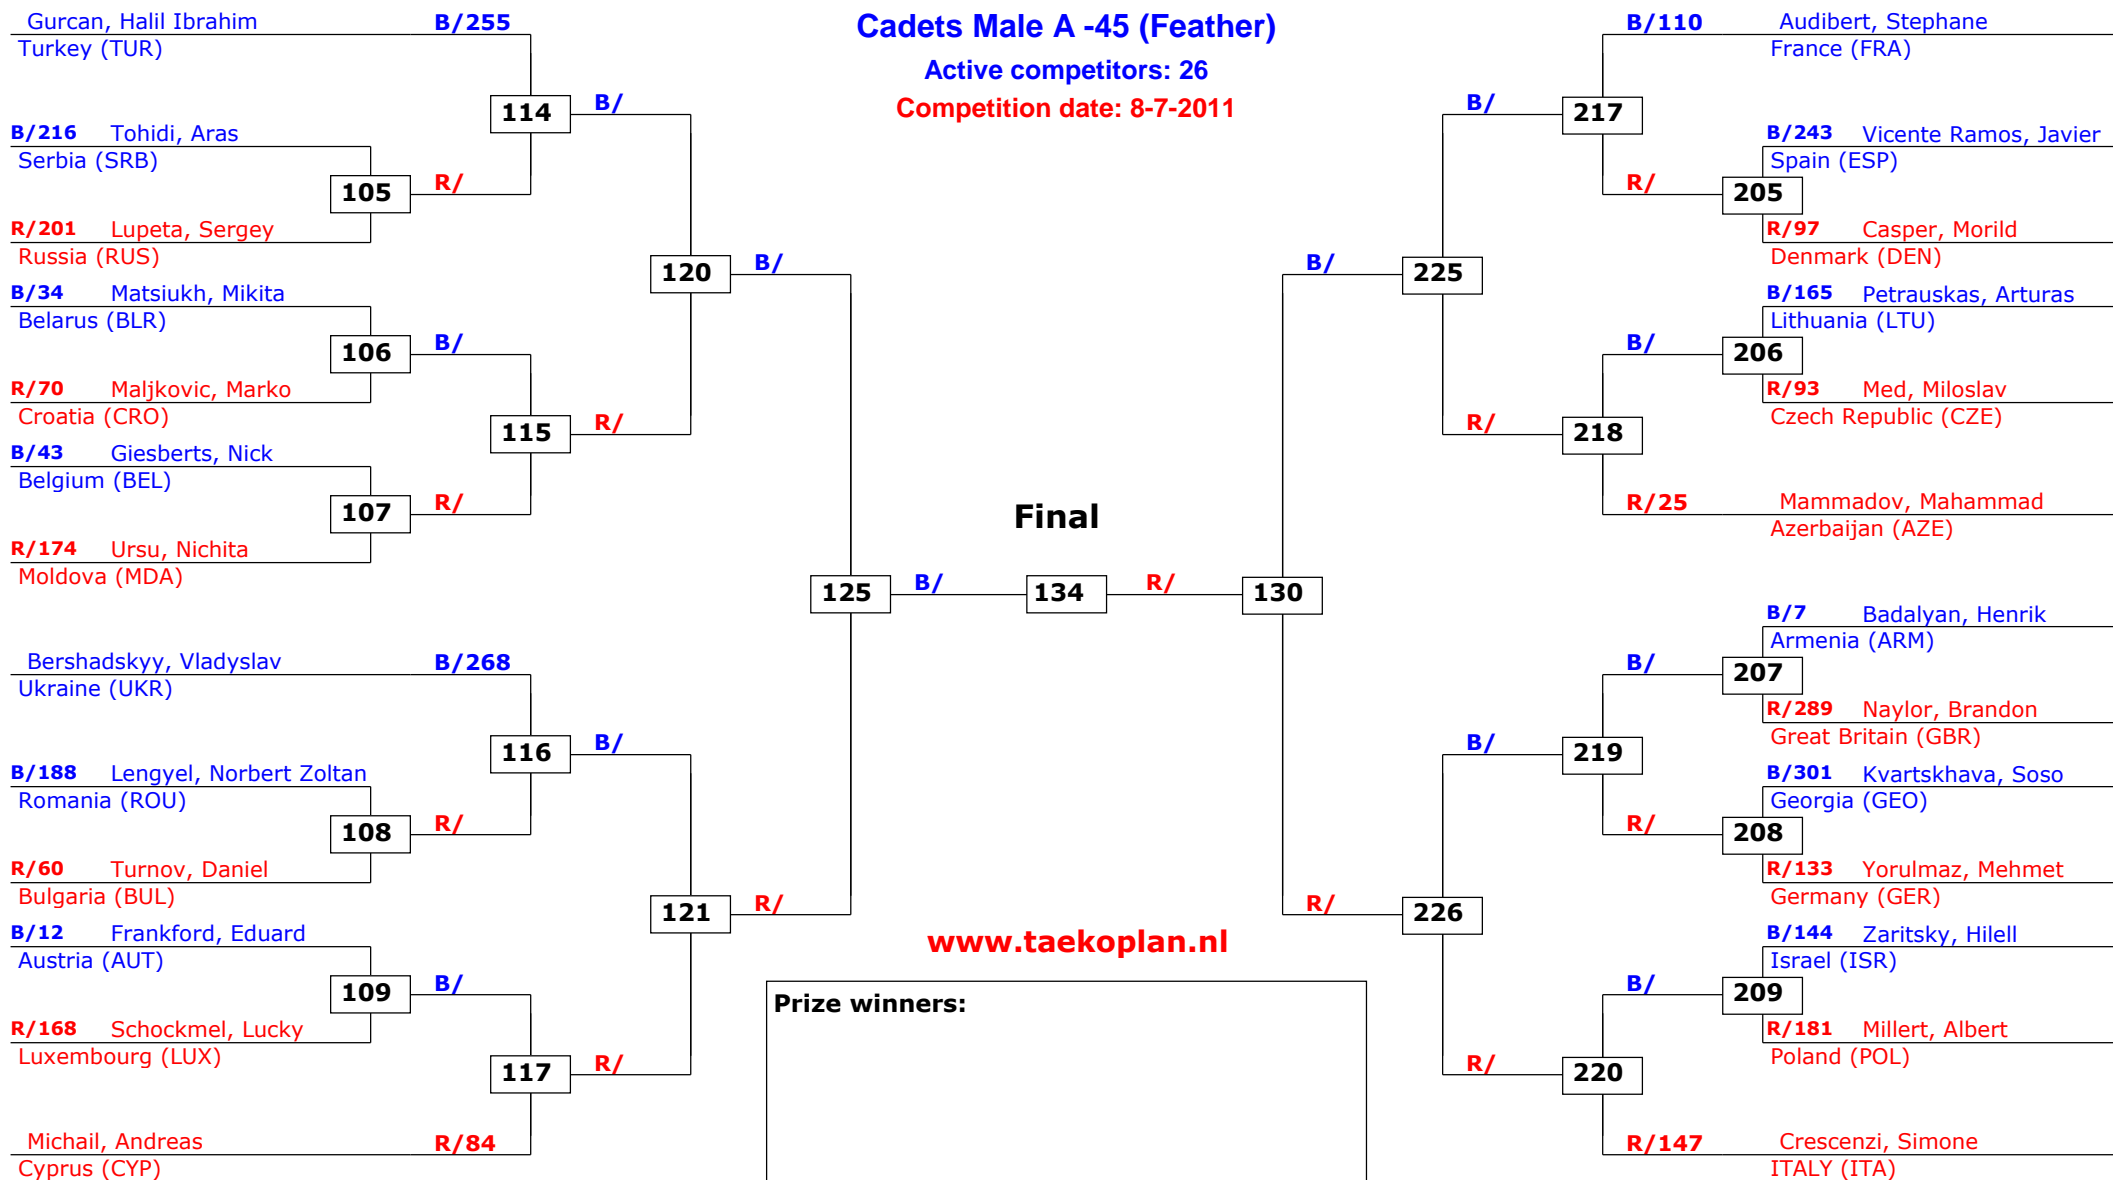 Cadets Male A -45 (Feather)
Active competitors: 26
Competition date: 8-7-2011
Gurcan, Halil Ibrahim B/255
Turkey (TUR)
114 B/
B/216 Tohidi, Aras
Serbia (SRB)
105 R/
R/201 Lupeta, Sergey
Russia (RUS)
120 B/
B/34 Matsiukh, Mikita
Belarus (BLR)
106 B/
R/70 Maljkovic, Marko
Croatia (CRO)
115 R/
B/43 Giesberts, Nick
Belgium (BEL)
107 R/
R/174 Ursu, Nichita
Moldova (MDA)
125 B/
Bershadskyy, Vladyslav B/268
Ukraine (UKR)
116 B/
B/188 Lengyel, Norbert Zoltan
Romania (ROU)
108 R/
R/60 Turnov, Daniel
Bulgaria (BUL)
121 R/
B/12 Frankford, Eduard
Austria (AUT)
109 B/
R/168 Schockmel, Lucky
Luxembourg (LUX)
117 R/
Michail, Andreas R/84
Cyprus (CYP)
Final
134
www.taekoplan.nl
Prize winners:
B/110 Audibert, Stephane
France (FRA)
B/ 217
B/243 Vicente Ramos, Javier
Spain (ESP)
R/ 205
R/97 Casper, Morild
Denmark (DEN)
B/ 225
B/165 Petrauskas, Arturas
Lithuania (LTU)
B/ 206
R/93 Med, Miloslav
Czech Republic (CZE)
R/ 218
R/25 Mammadov, Mahammad
Azerbaijan (AZE)
R/ 130
B/7 Badalyan, Henrik
Armenia (ARM)
B/ 207
R/289 Naylor, Brandon
Great Britain (GBR)
B/ 219
B/301 Kvartskhava, Soso
Georgia (GEO)
R/ 208
R/133 Yorulmaz, Mehmet
Germany (GER)
R/ 226
B/144 Zaritsky, Hilell
Israel (ISR)
B/ 209
R/181 Millert, Albert
Poland (POL)
R/ 220
R/147 Crescenzi, Simone
ITALY (ITA)